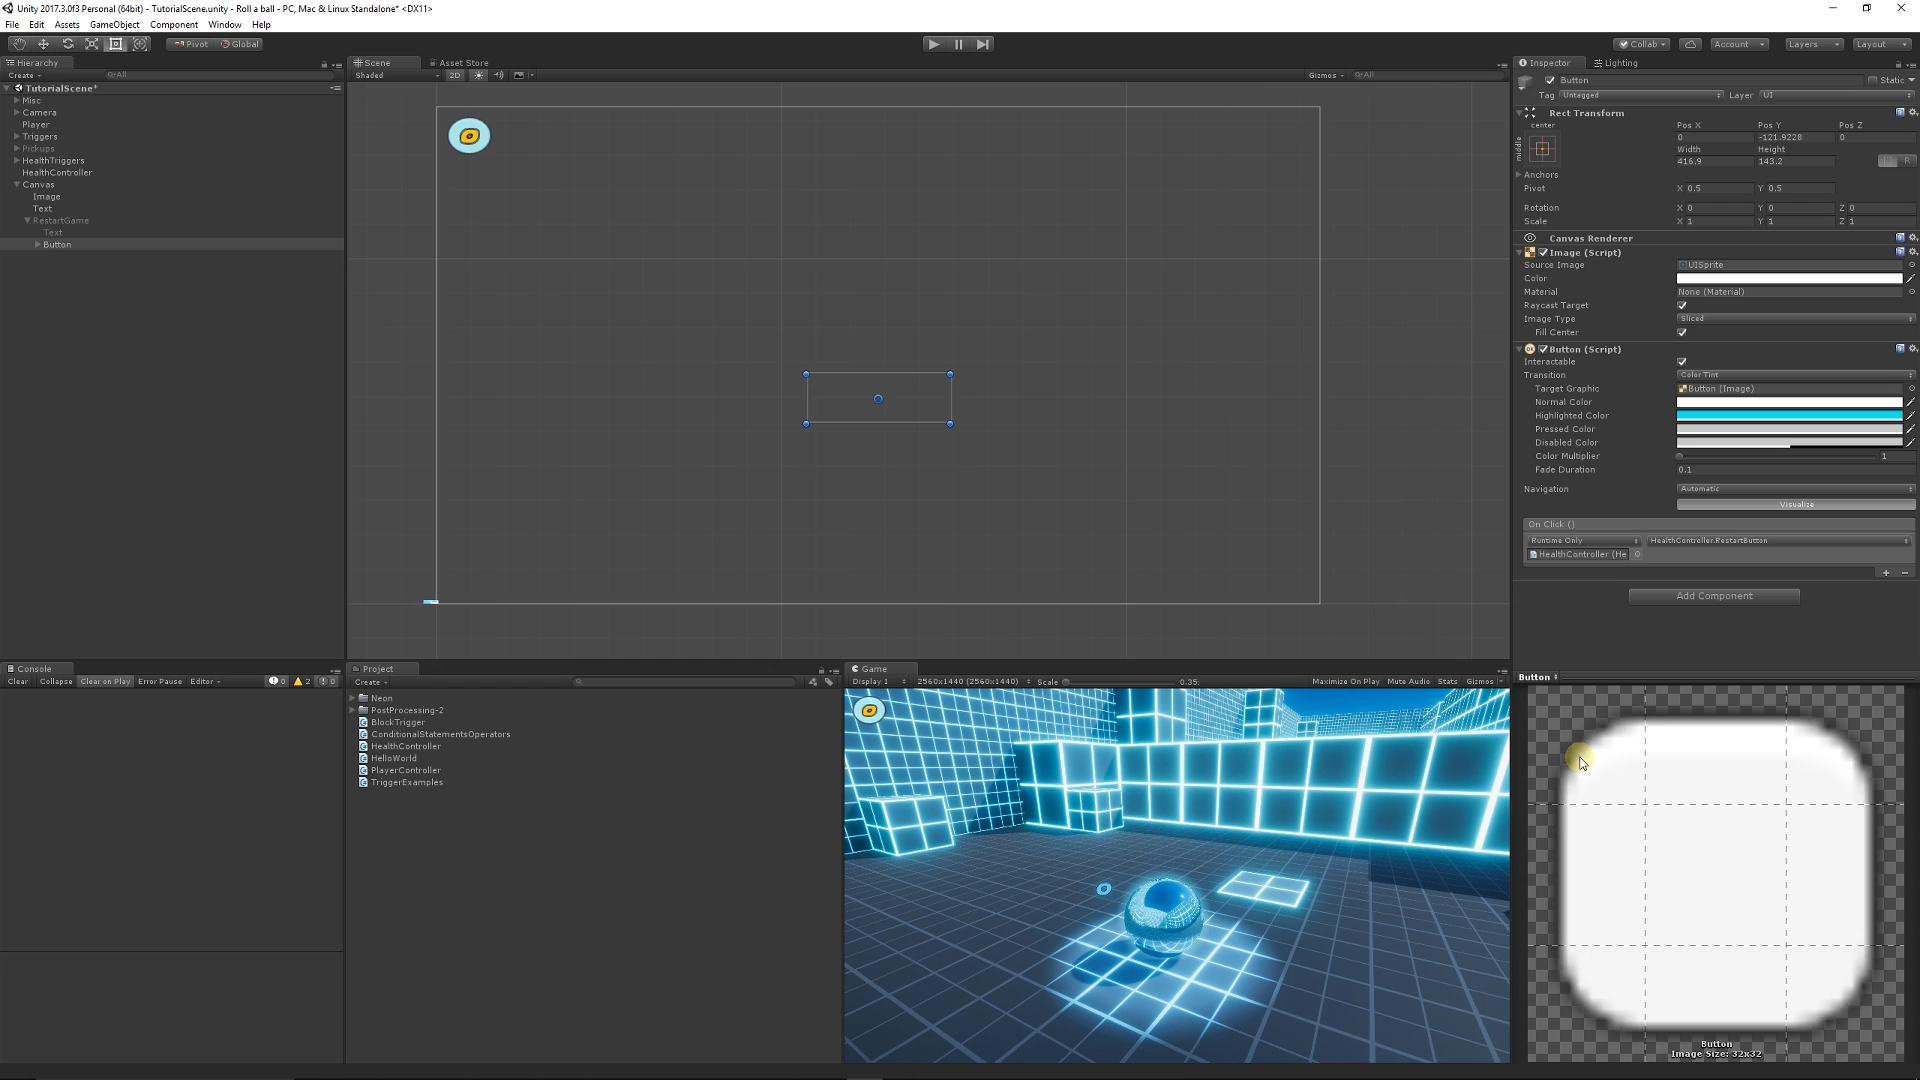 Unity 2017.3.0f3 Personal (64bit) - TutorialScene.unity - Roll a ball - PC, Mac & Linux Standalone* <DX11>
File Edit Assets GameObject Component Window Help
Pivot Global Collab Account Layers Layout
Hierarchy
Create All
TutorialScene*
Misc
Camera
Player
Triggers
Pickups
HealthTriggers
HealthController
Canvas
Image
Text
RestartGame
Text
Button
Scene Asset Store
Shaded 2D Gizmos All
Inspector Lighting
Button Static
Tag Untagged Layer UI
Rect Transform
center Pos X Pos Y Pos Z
middle 0 -121.9228 0
Width Height
416.9 143.2 R
Anchors
Pivot X 0.5 Y 0.5
Rotation X 0 Y 0 Z 0
Scale X 1 Y 1 Z 1
Canvas Renderer
Image (Script)
Source Image UISprite
Color
Material None (Material)
Raycast Target
Image Type Sliced
Fill Center
Button (Script)
Interactable
Transition Color Tint
Target Graphic Button (Image)
Normal Color
Highlighted Color
Pressed Color
Disabled Color
Color Multiplier 1
Fade Duration 0.1
Navigation Automatic
Visualize
On Click ()
Runtime Only HealthController.RestartButton
HealthController (He
Add Component
Console
Clear Collapse Clear on Play Error Pause Editor 0 2 0
Project
Create
Neon
PostProcessing-2
BlockTrigger
ConditionalStatementsOperators
HealthController
HelloWorld
PlayerController
TriggerExamples
Game
Display 1 2560x1440 (2560x1440) Scale 0.35: Maximize On Play Mute Audio Stats Gizmos
Button
Button
Image Size: 32x32